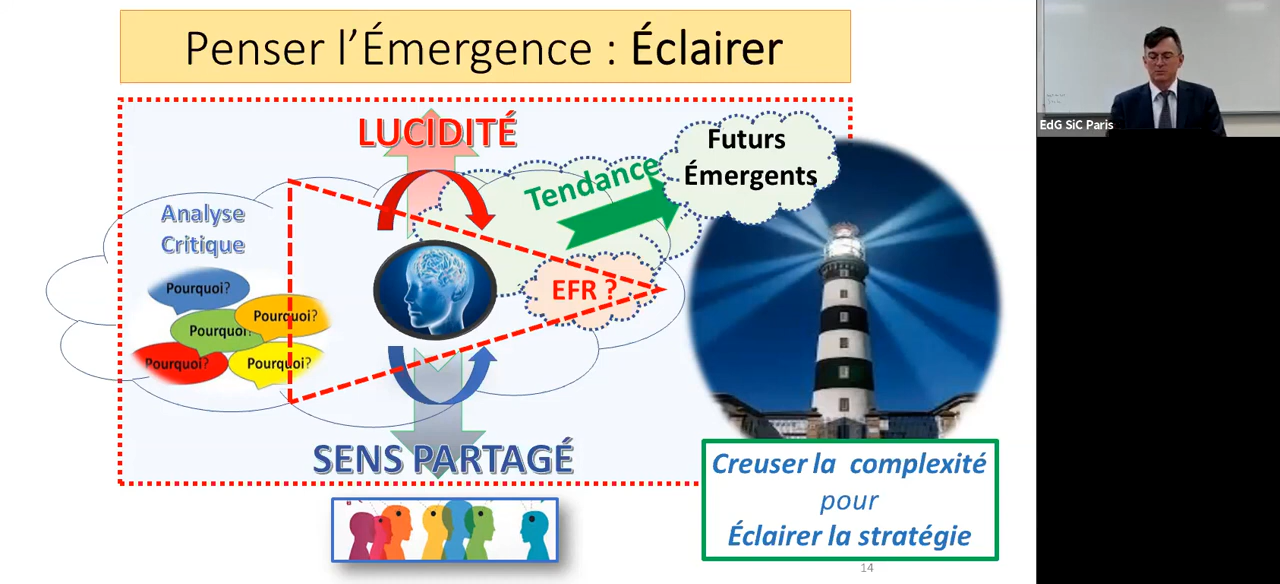 Penser l’Émergence : Éclairer
LUCIDITÉ
Tendance
Futurs
Émergents
Analyse
Critique
Pourquoi?
Pourquoi?
Pourquoi?
Pourquoi?
Pourquoi?
EFR ?
SENS PARTAGÉ
Creuser la complexité
pour
Éclairer la stratégie
14
EdG SiC Paris